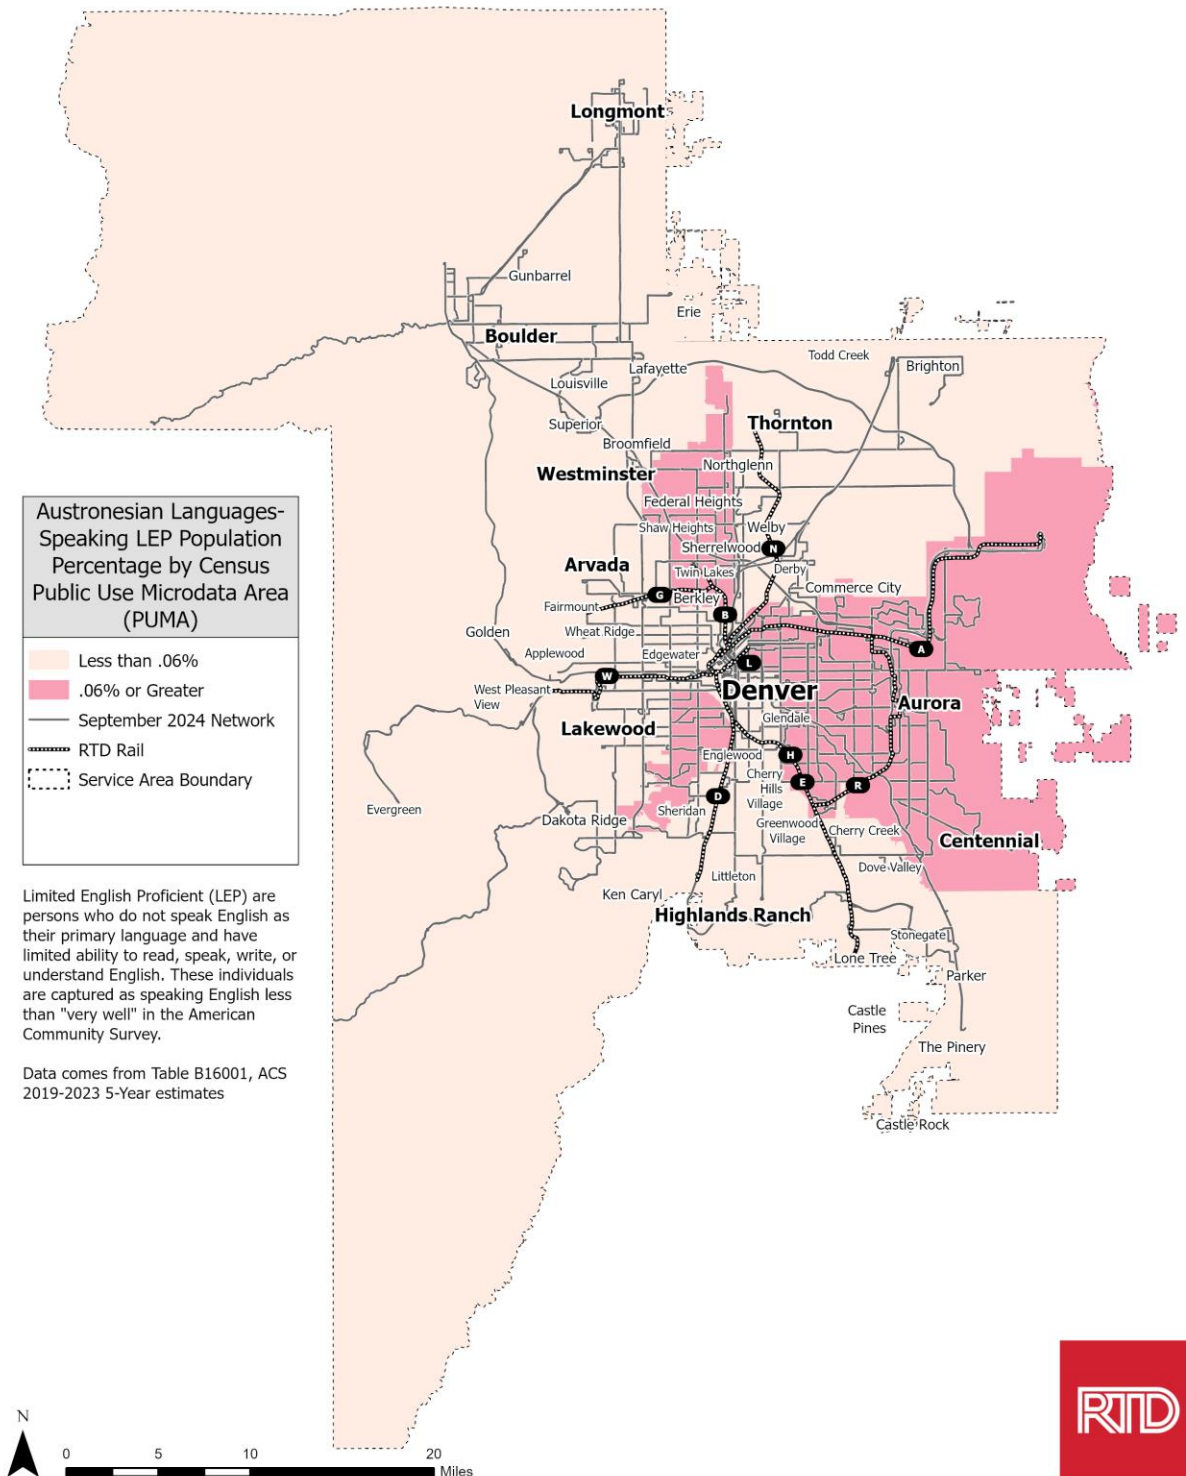 Longmont
Gunbarrel
Erie
Boulder
Todd Creek
Brighton
Lafayette
Louisville
Superior
Thornton
Broomfield
Westminster
Northglenn
Federal Heights
Shaw Heights
Welby
Sherrelwood
N
Arvada
Twin Lakes
Derby
Commerce City
G
Berkley
Fairmount
B
Golden
Wheat Ridge
Applewood
Edgewater
A
L
W
West Pleasant
View
Denver
Aurora
Lakewood
Glendale
Englewood
H
Cherry
Hills
Village
E
R
D
Evergreen
Sheridan
Dakota Ridge
Greenwood
Village
Cherry Creek
Centennial
Dove Valley
Littleton
Ken Caryl
Highlands Ranch
Stonegate
Lone Tree
Parker
Castle
Pines
The Pinery
Castle Rock
Austronesian Languages-
Speaking LEP Population
Percentage by Census
Public Use Microdata Area
(PUMA)
Less than .06%
.06% or Greater
September 2024 Network
RTD Rail
Service Area Boundary
Limited English Proficient (LEP) are
persons who do not speak English as
their primary language and have
limited ability to read, speak, write, or
understand English. These individuals
are captured as speaking English less
than "very well" in the American
Community Survey.
Data comes from Table B16001, ACS
2019-2023 5-Year estimates
N
0 5 10 20
Miles
RTD